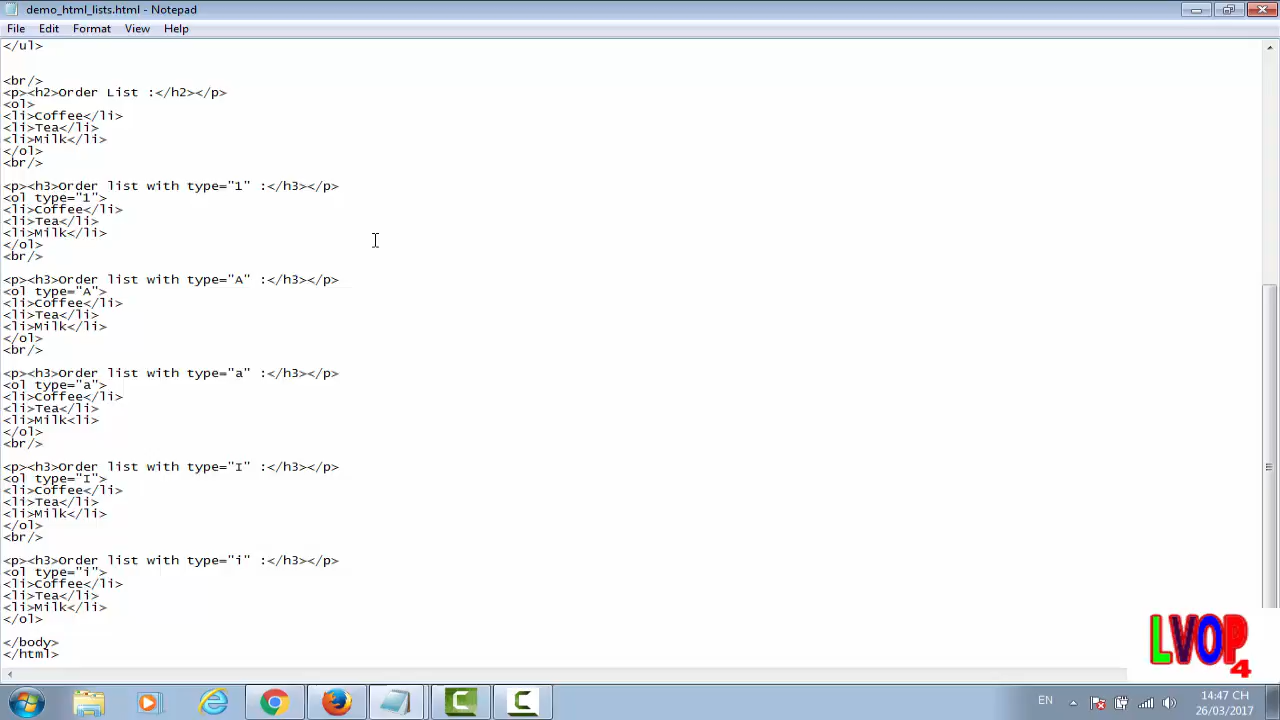 demo_html_lists.html - Notepad
File Edit Format View Help
</ul>
<br/>
<p><h2>Order List :</h2></p>
<ol>
<li>Coffee</li>
<li>Tea</li>
<li>Milk</li>
</ol>
<br/>
<p><h3>Order list with type="1" :</h3></p>
<ol type="1">
<li>Coffee</li>
<li>Tea</li>
<li>Milk</li>
</ol>
<br/>
<p><h3>Order list with type="A" :</h3></p>
<ol type="A">
<li>Coffee</li>
<li>Tea</li>
<li>Milk</li>
</ol>
<br/>
<p><h3>Order list with type="a" :</h3></p>
<ol type="a">
<li>Coffee</li>
<li>Tea</li>
<li>Milk<li>
</ol>
<br/>
<p><h3>Order list with type="I" :</h3></p>
<ol type="I">
<li>Coffee</li>
<li>Tea</li>
<li>Milk</li>
</ol>
<br/>
<p><h3>Order list with type="i" :</h3></p>
<ol type="i">
<li>Coffee</li>
<li>Tea</li>
<li>Milk</li>
</ol>
</body>
</html>
LVOP4
EN
14:47 CH
26/03/2017